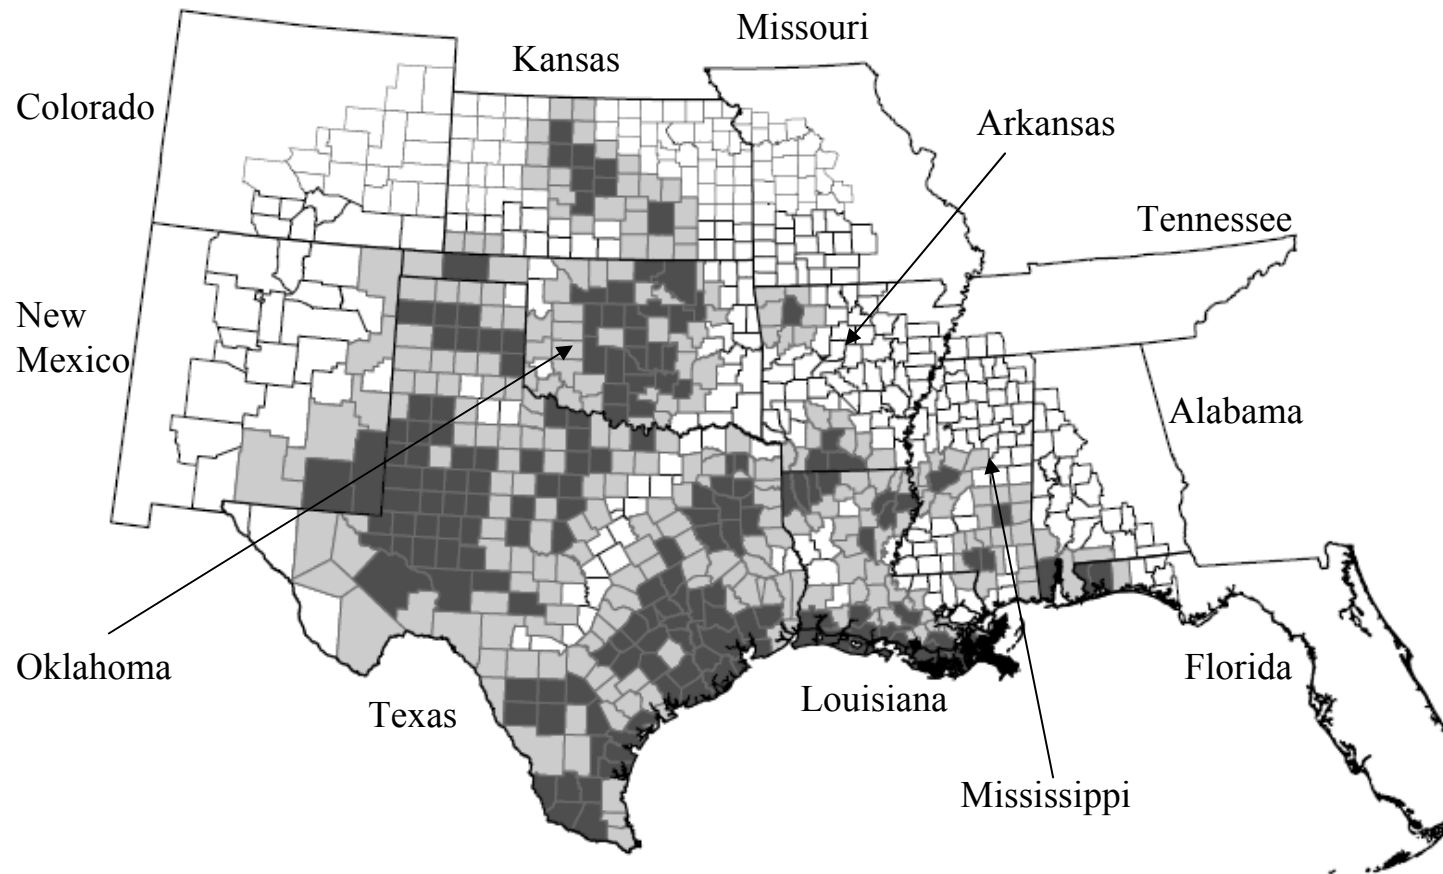 Missouri
Kansas
Colorado
Arkansas
Tennessee
New
Mexico
Alabama
Oklahoma
Florida
Louisiana
Texas
Mississippi